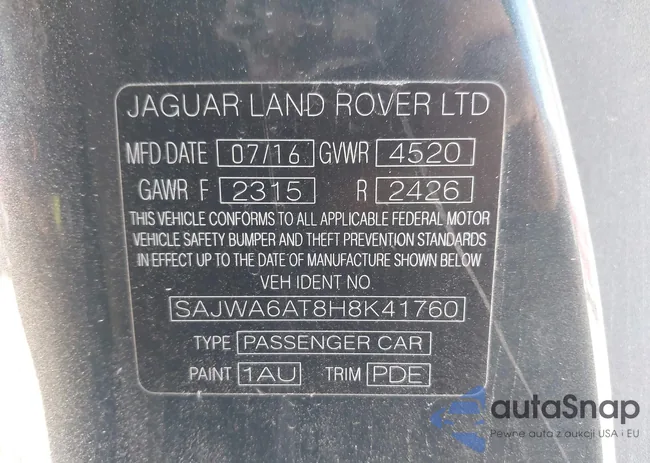 JAGUAR LAND ROVER LTD
MFD DATE 07/16 GVWR 4520
GAWR F 2315 R 2426
THIS VEHICLE CONFORMS TO ALL APPLICABLE FEDERAL MOTOR
VEHICLE SAFETY BUMPER AND THEFT PREVENTION STANDARDS
IN EFFECT UP TO THE DATE OF MANUFACTURE SHOWN BELOW
VEH IDENT NO.
SAJWA6AT8H8K41760
TYPE PASSENGER CAR
PAINT 1AU TRIM PDE
autaSnap
Pewne auta z aukcji USA i EU